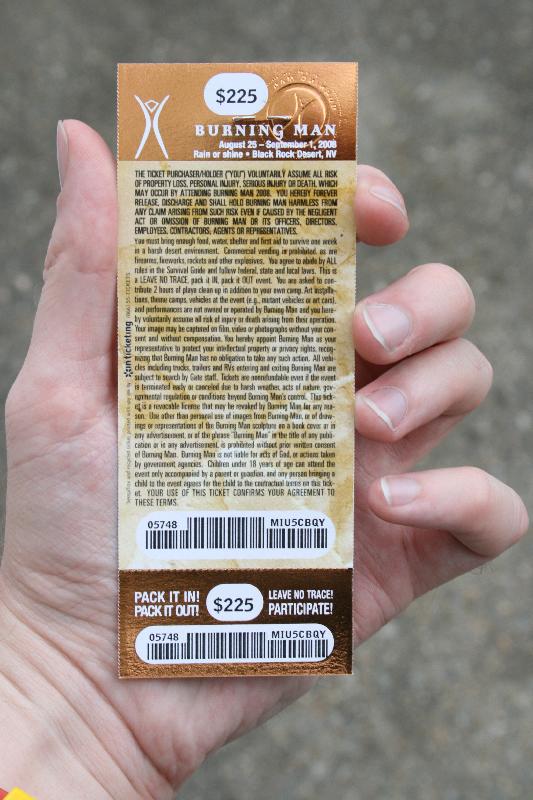 $225
BURNING MAN
August 25 – September 1, 2008
Rain or shine • Black Rock Desert, NV
THE TICKET PURCHASER/HOLDER ("YOU") VOLUNTARILY ASSUME ALL RISK
OF PROPERTY LOSS, PERSONAL INJURY, SERIOUS INJURY OR DEATH, WHICH
MAY OCCUR BY ATTENDING BURNING MAN 2008. YOU HEREBY FOREVER
RELEASE, DISCHARGE AND SHALL HOLD BURNING MAN HARMLESS FROM
ANY CLAIM ARISING FROM SUCH RISK EVEN IF CAUSED BY THE NEGLIGENT
ACT OR OMISSION OF BURNING MAN OR ITS OFFICERS, DIRECTORS,
EMPLOYEES, CONTRACTORS, AGENTS OR REPRESENTATIVES.
You must bring enough food, water, shelter and first aid to survive one week
in a harsh desert environment. Commercial vending is prohibited, as are
firearms, fireworks, rockets and other explosives. You agree to abide by ALL
rules in the Survival Guide and follow federal, state and local laws. This is
a LEAVE NO TRACE, pack it IN, pack it OUT event. You are asked to con-
tribute 2 hours of playa clean up in addition to your own camp. Art installa-
tions, theme camps, vehicles at the event (e.g., mutant vehicles or art cars),
and performances are not owned or operated by Burning Man and you here-
by voluntarily assume all risk of injury or death arising from their operation.
Your image may be captured on film, video or photographs without your con-
sent and without compensation. You hereby appoint Burning Man as your
representative to protect your intellectual property or privacy rights, recog-
nizing that Burning Man has no obligation to take any such action. All vehi-
cles including trucks, trailers and RVs entering and exiting Burning Man are
subject to search by Gate staff. Tickets are nonrefundable even if the event
is terminated early or canceled due to harsh weather, acts of nature, gov-
ernmental regulation or conditions beyond Burning Man's control. This tick-
et is a revocable license that may be revoked by Burning Man for any rea-
son. Use other than personal use of images from Burning Man, or of draw-
ings or representations of the Burning Man sculpture on a book cover or in
any advertisement, or of the phrase "Burning Man" in the title of any publi-
cation or in any advertisement, is prohibited without prior written consent
of Burning Man. Burning Man is not liable for acts of God, or actions taken
by government agencies. Children under 18 years of age can attend the
event only accompanied by a parent or guardian, and any person bringing a
child to the event agrees for the child to the contractual terms on this tick-
et. YOUR USE OF THIS TICKET CONFIRMS YOUR AGREEMENT TO
THESE TERMS.
inticketing
05748 MIU5CBQY
PACK IT IN!
PACK IT OUT!
$225
LEAVE NO TRACE!
PARTICIPATE!
05748 MIU5CBQY